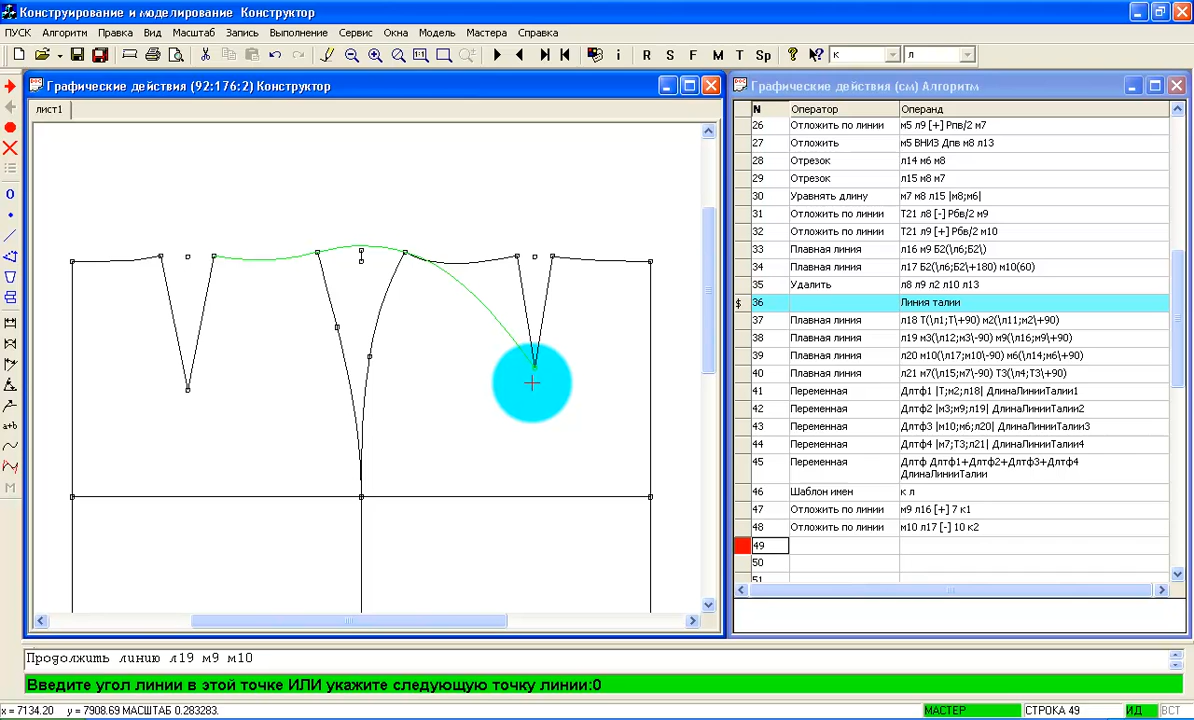 Конструирование и моделирование Конструктор
ПУСК Алгоритм Правка Вид Масштаб Запись Выполнение Сервис Окна Модель Мастера Справка
R S F M T Sp к л
Графические действия (92:176:2) Конструктор
лист1
Графические действия (см) Алгоритм
N Оператор Операнд
26 Отложить по линии м5 л9 [+] Рпв/2 м7
27 Отложить м5 ВНИЗ Дпв м8 л13
28 Отрезок л14 м6 м8
29 Отрезок л15 м8 м7
30 Уравнять длину м7 м8 л15 |м8;м6|
31 Отложить по линии Т21 л8 [-] Рбв/2 м9
32 Отложить по линии Т21 л9 [+] Рбв/2 м10
33 Плавная линия л16 м9 Б2(\л6;Б2\)
34 Плавная линия л17 Б2(\л6;Б2\+180) м10(60)
35 Удалить л8 л9 л2 л10 л13
$ 36 Линия талии
37 Плавная линия л18 Т(\л1;Т\+90) м2(\л11;м2\+90)
38 Плавная линия л19 м3(\л12;м3\-90) м9(\л16;м9\+90)
39 Плавная линия л20 м10(\л17;м10\-90) м6(\л14;м6\+90)
40 Плавная линия л21 м7(\л15;м7\-90) Т3(\л4;Т3\+90)
41 Переменная Длтф1 |Т;м2;л18| ДлинаЛинииТалии1
42 Переменная Длтф2 |м3;м9;л19| ДлинаЛинииТалии2
43 Переменная Длтф3 |м10;м6;л20| ДлинаЛинииТалии3
44 Переменная Длтф4 |м7;Т3;л21| ДлинаЛинииТалии4
45 Переменная Длтф Длтф1+Длтф2+Длтф3+Длтф4
ДлинаЛинииТалии
46 Шаблон имен к л
47 Отложить по линии м9 л16 [+] 7 к1
48 Отложить по линии м10 л17 [-] 10 к2
49
50
51
0
a+b
M
Продолжить линию л19 м9 м10
Введите угол линии в этой точке ИЛИ укажите следующую точку линии:0
x = 7134.20 y = 7908.69 МАСШТАБ 0.283283. МАСТЕР СТРОКА 49 ИД ВСТ